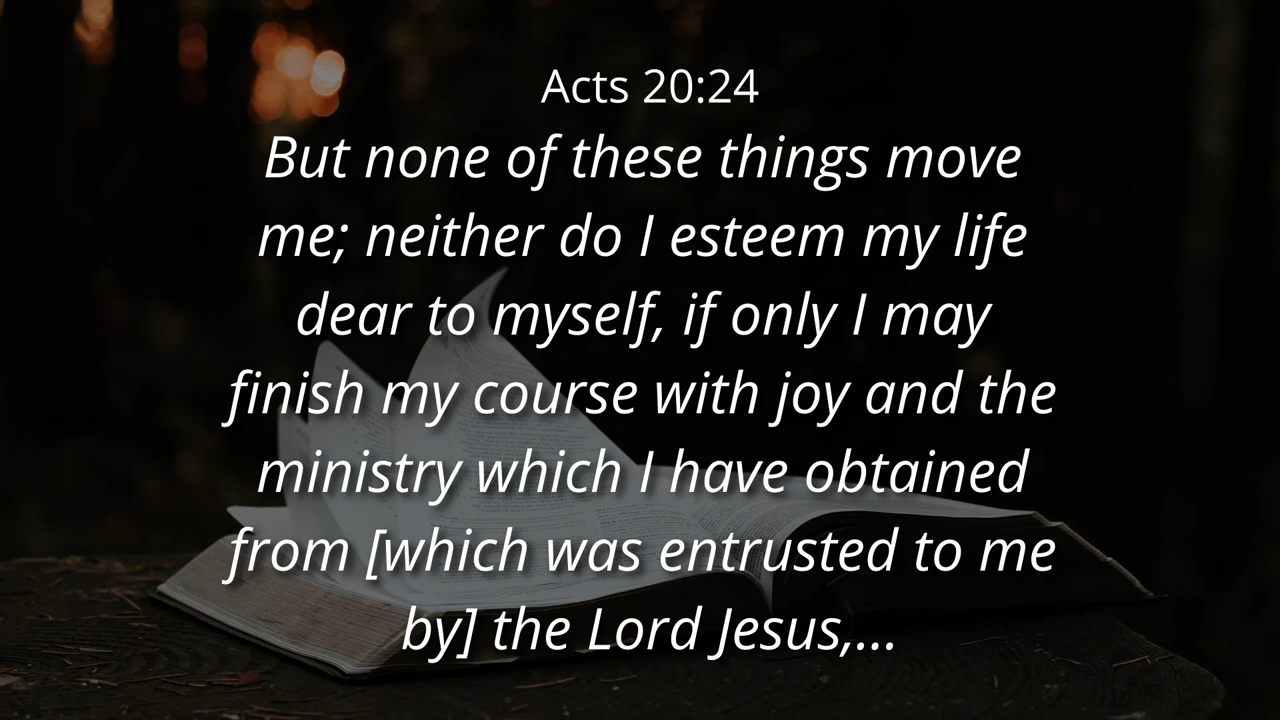 Acts 20:24
But none of these things move
me; neither do I esteem my life
dear to myself, if only I may
finish my course with joy and the
ministry which I have obtained
from [which was entrusted to me
by] the Lord Jesus,...